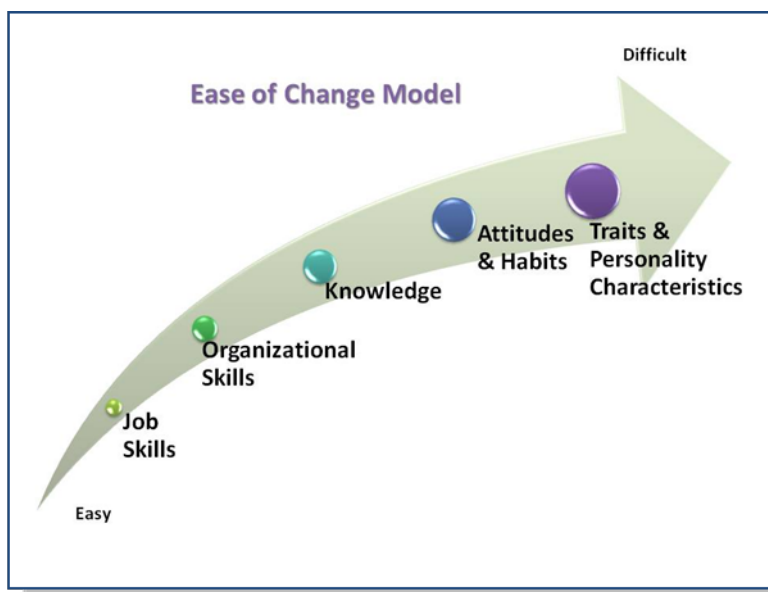 Difficult
Ease of Change Model
Traits &
Personality
Characteristics
Attitudes
& Habits
Knowledge
Organizational
Skills
Job
Skills
Easy